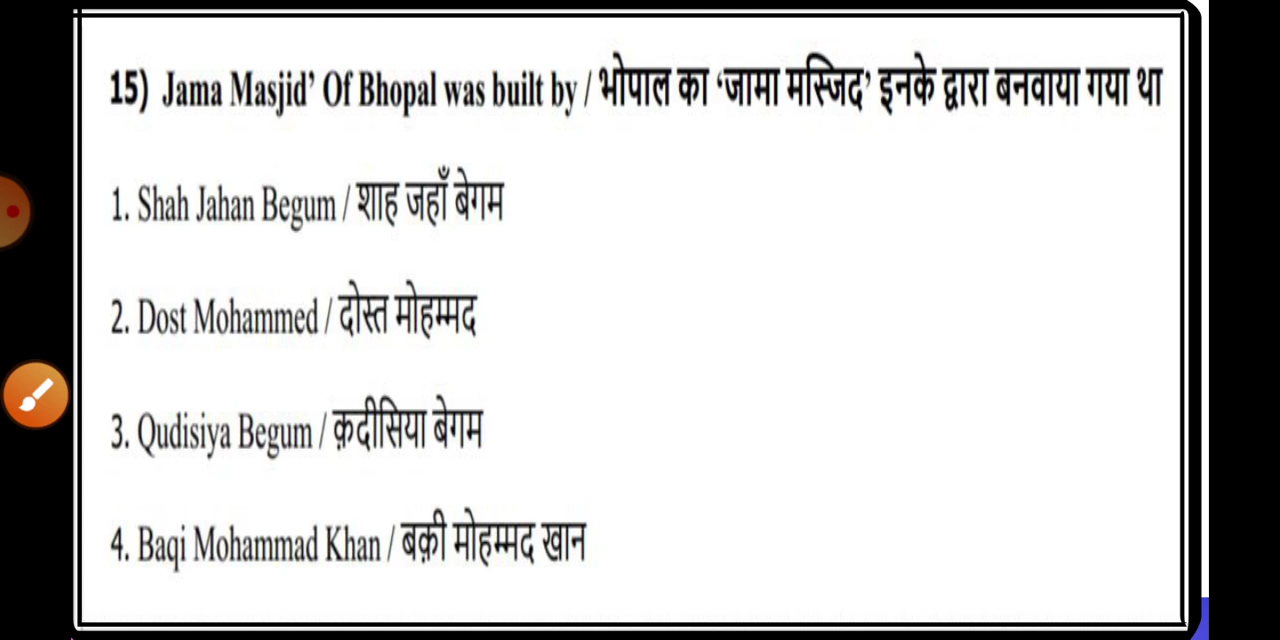 15) Jama Masjid’ Of Bhopal was built by / भोपाल का ‘जामा मस्जिद’ इनके द्वारा बनवाया गया था
1. Shah Jahan Begum / शाह जहाँ बेगम
2. Dost Mohammed / दोस्त मोहम्मद
3. Qudisiya Begum / क़दीसिया बेगम
4. Baqi Mohammad Khan / बक़ी मोहम्मद खान